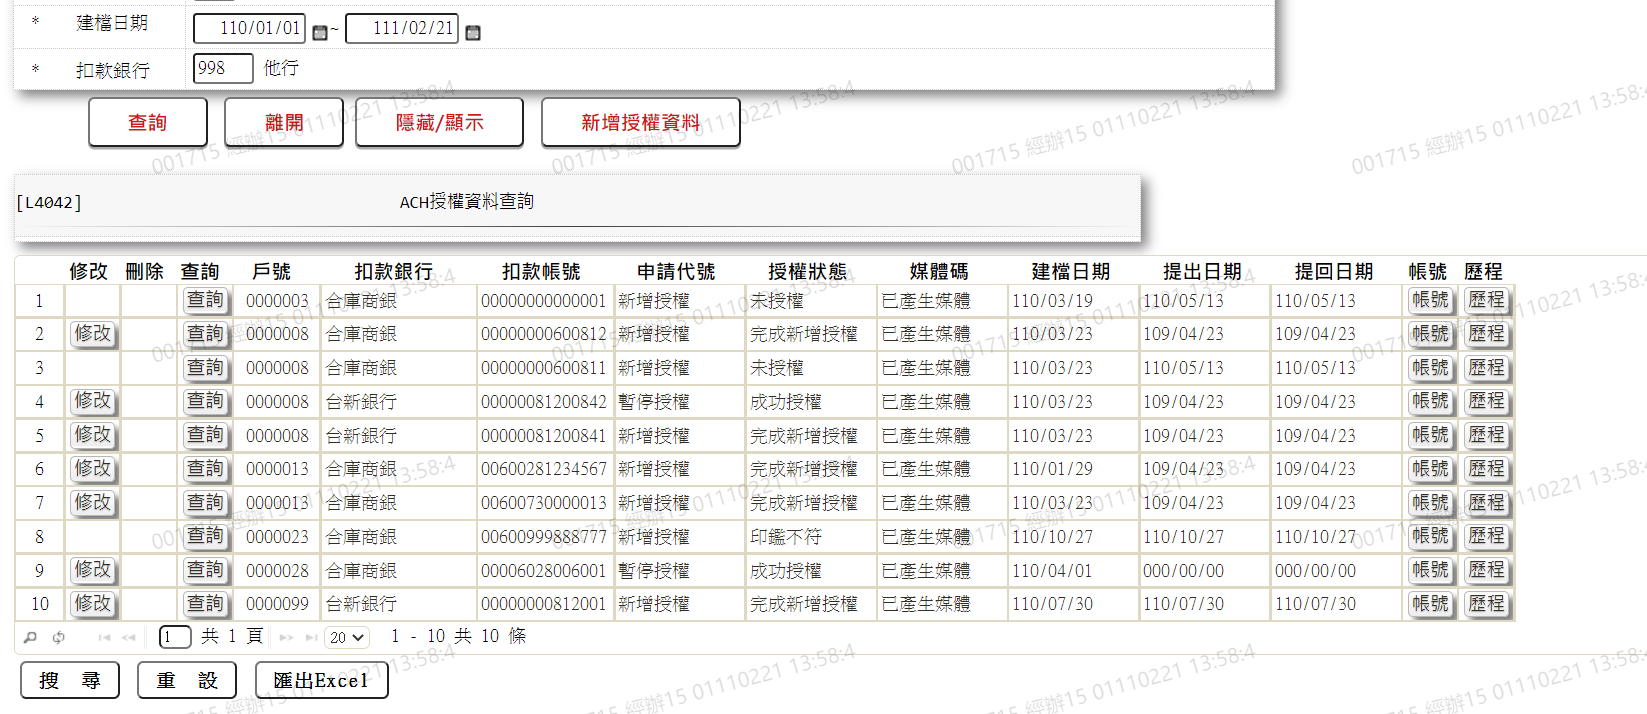 * 建檔日期 110/01/01 ~ 111/02/21
* 扣款銀行 998 他行
查詢 離開 隱藏/顯示 新增授權資料
[L4042] ACH授權資料查詢
修改 刪除 查詢 戶號 扣款銀行 扣款帳號 申請代號 授權狀態 媒體碼 建檔日期 提出日期 提回日期 帳號 歷程
1 查詢 0000003 合庫商銀 00000000000001 新增授權 未授權 已產生媒體 110/03/19 110/05/13 110/05/13 帳號 歷程
2 修改 查詢 0000008 合庫商銀 00000000600812 新增授權 完成新增授權 已產生媒體 110/03/23 109/04/23 109/04/23 帳號 歷程
3 查詢 0000008 合庫商銀 00000000600811 新增授權 未授權 已產生媒體 110/03/23 110/05/13 110/05/13 帳號 歷程
4 修改 查詢 0000008 台新銀行 00000081200842 暫停授權 成功授權 已產生媒體 110/03/23 109/04/23 109/04/23 帳號 歷程
5 修改 查詢 0000008 台新銀行 00000081200841 新增授權 完成新增授權 已產生媒體 110/03/23 109/04/23 109/04/23 帳號 歷程
6 修改 查詢 0000013 合庫商銀 00600281234567 新增授權 完成新增授權 已產生媒體 110/01/29 109/04/23 109/04/23 帳號 歷程
7 修改 查詢 0000013 合庫商銀 00600730000013 新增授權 完成新增授權 已產生媒體 110/03/23 109/04/23 109/04/23 帳號 歷程
8 查詢 0000023 合庫商銀 00600999888777 新增授權 印鑑不符 已產生媒體 110/10/27 110/10/27 110/10/27 帳號 歷程
9 修改 查詢 0000028 合庫商銀 00006028006001 暫停授權 成功授權 已產生媒體 110/04/01 000/00/00 000/00/00 帳號 歷程
10 修改 查詢 0000099 台新銀行 00000000812001 新增授權 完成新增授權 已產生媒體 110/07/30 110/07/30 110/07/30 帳號 歷程
1 共 1 頁 20 1 - 10 共 10 條
搜 尋 重 設 匯出Excel
001715 經辦15 01110221 13:58:4